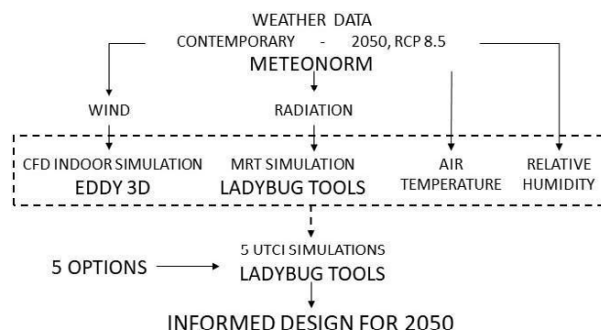 WEATHER DATA
CONTEMPORARY - 2050, RCP 8.5
METEONORM
WIND
RADIATION
CFD INDOOR SIMULATION
EDDY 3D
MRT SIMULATION
LADYBUG TOOLS
AIR
TEMPERATURE
RELATIVE
HUMIDITY
5 UTCI SIMULATIONS
5 OPTIONS
LADYBUG TOOLS
INFORMED DESIGN FOR 2050